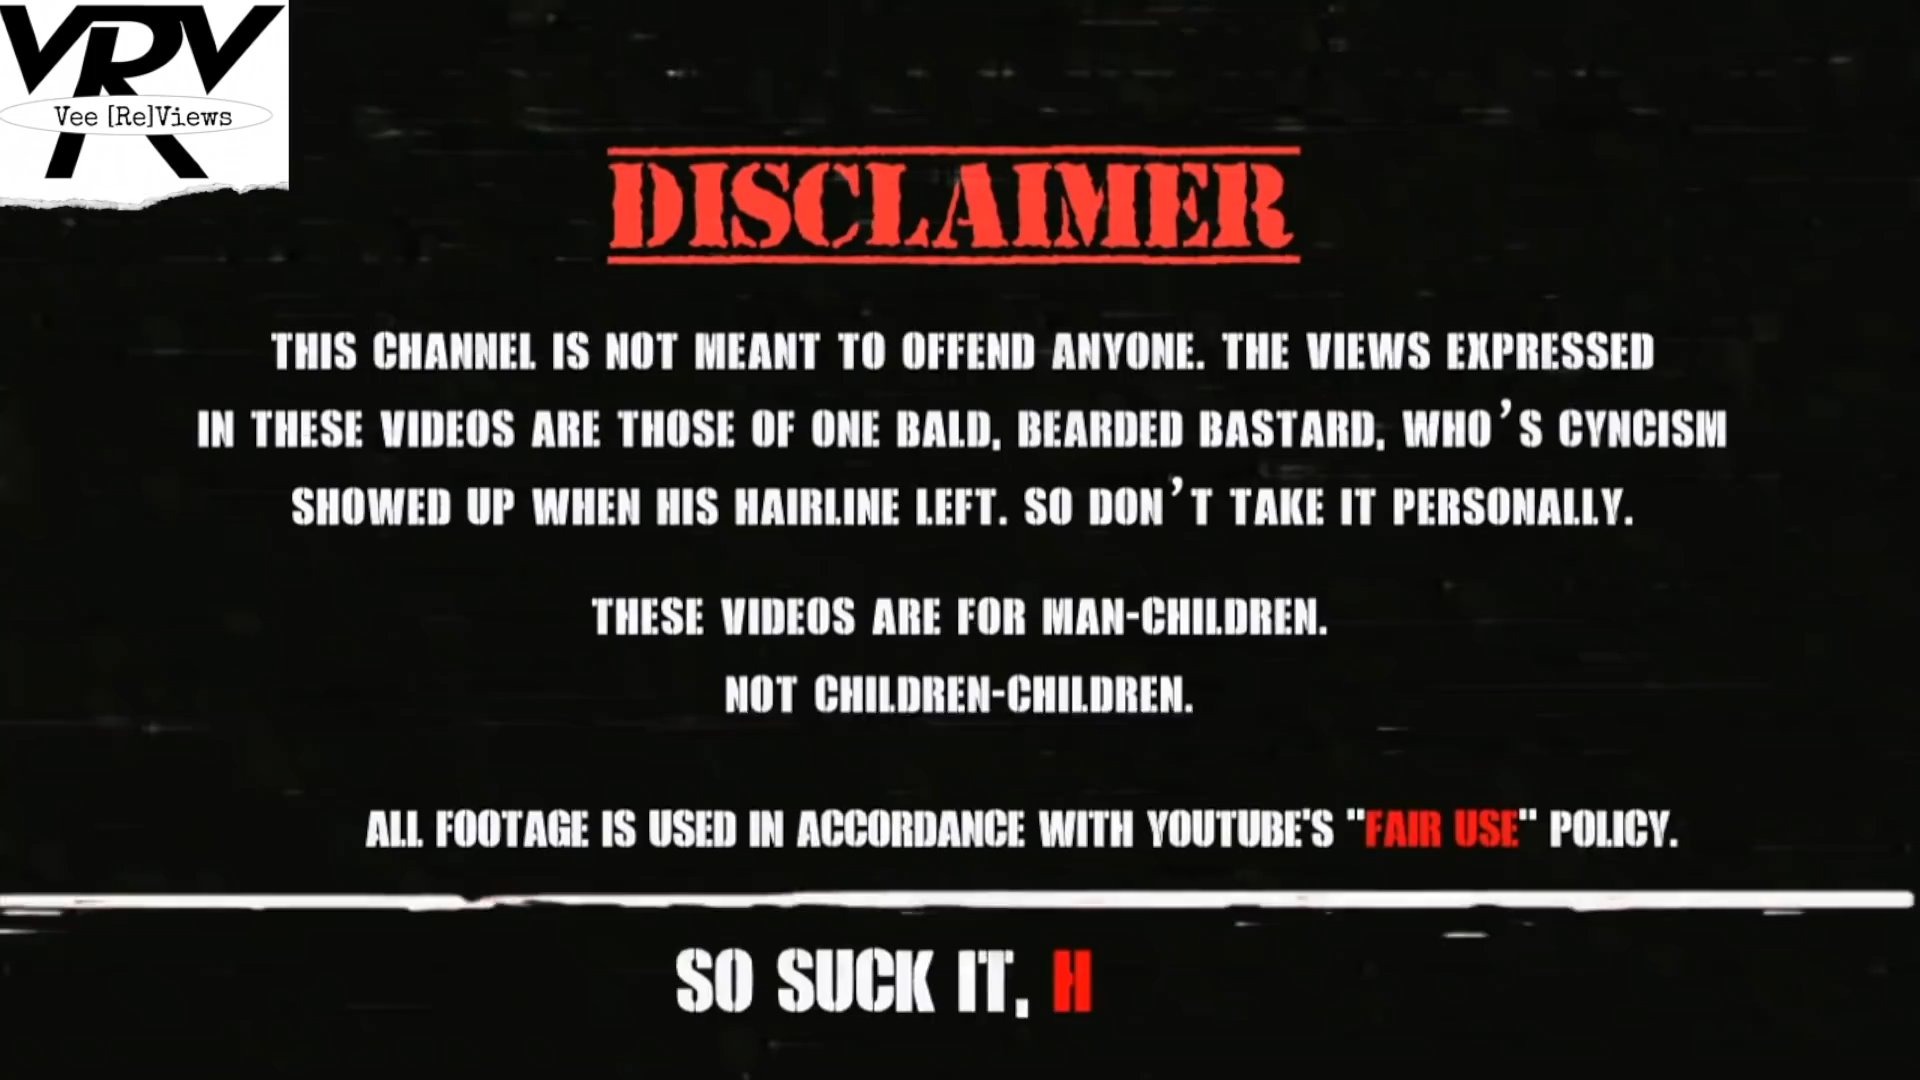 VRV
Vee [Re]Views
DISCLAIMER
THIS CHANNEL IS NOT MEANT TO OFFEND ANYONE. THE VIEWS EXPRESSED
IN THESE VIDEOS ARE THOSE OF ONE BALD, BEARDED BASTARD, WHO'S CYNCISM
SHOWED UP WHEN HIS HAIRLINE LEFT. SO DON'T TAKE IT PERSONALLY.
THESE VIDEOS ARE FOR MAN-CHILDREN.
NOT CHILDREN-CHILDREN.
ALL FOOTAGE IS USED IN ACCORDANCE WITH YOUTUBE'S "FAIR USE" POLICY.
SO SUCK IT, H